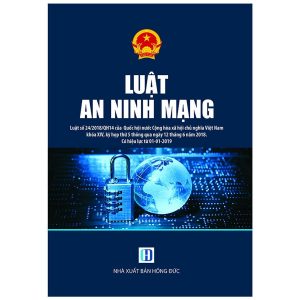 LUẬT
AN NINH MẠNG
Luật số 24/2018/QH14 của Quốc hội nước Cộng hòa xã hội chủ nghĩa Việt Nam
khóa XIV, kỳ họp thứ 5 thông qua ngày 12 tháng 6 năm 2018.
Có hiệu lực từ 01-01-2019
NHÀ XUẤT BẢN HỒNG ĐỨC